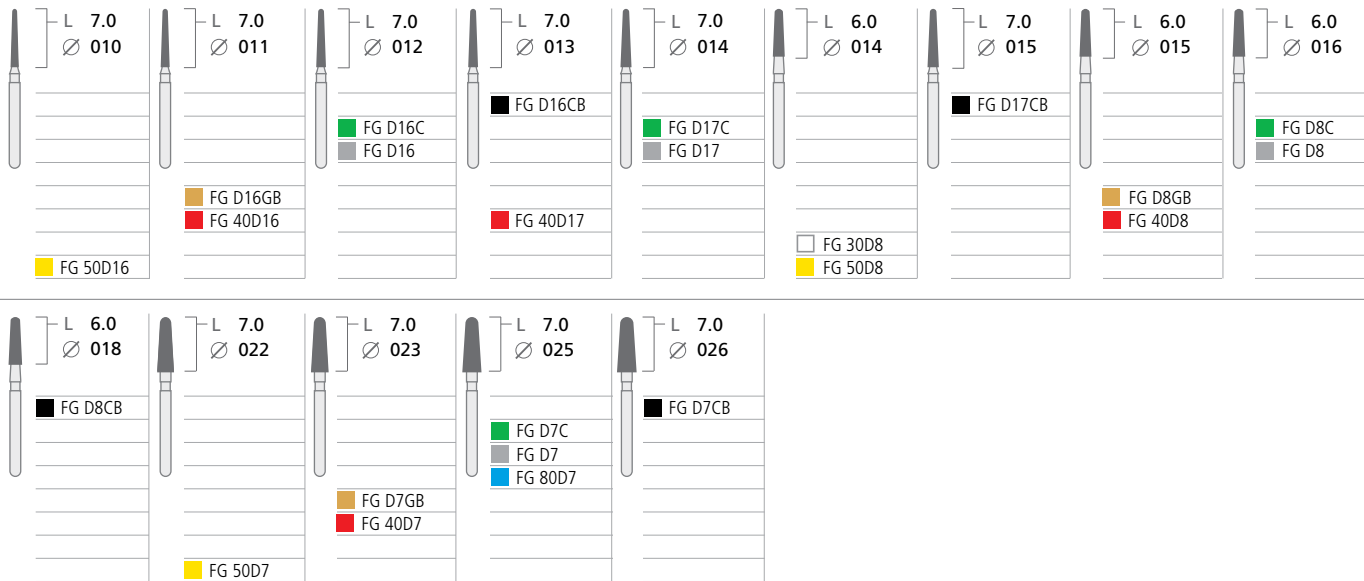 L 7.0
Ø 010
FG 50D16
L 7.0
Ø 011
FG D16GB
FG 40D16
L 7.0
Ø 012
FG D16C
FG D16
L 7.0
Ø 013
FG D16CB
FG 40D17
L 7.0
Ø 014
FG D17C
FG D17
L 6.0
Ø 014
FG 30D8
FG 50D8
L 7.0
Ø 015
FG D17CB
L 6.0
Ø 015
FG D8GB
FG 40D8
L 6.0
Ø 016
FG D8C
FG D8
L 6.0
Ø 018
FG D8CB
L 7.0
Ø 022
FG 50D7
L 7.0
Ø 023
FG D7GB
FG 40D7
L 7.0
Ø 025
FG D7C
FG D7
FG 80D7
L 7.0
Ø 026
FG D7CB